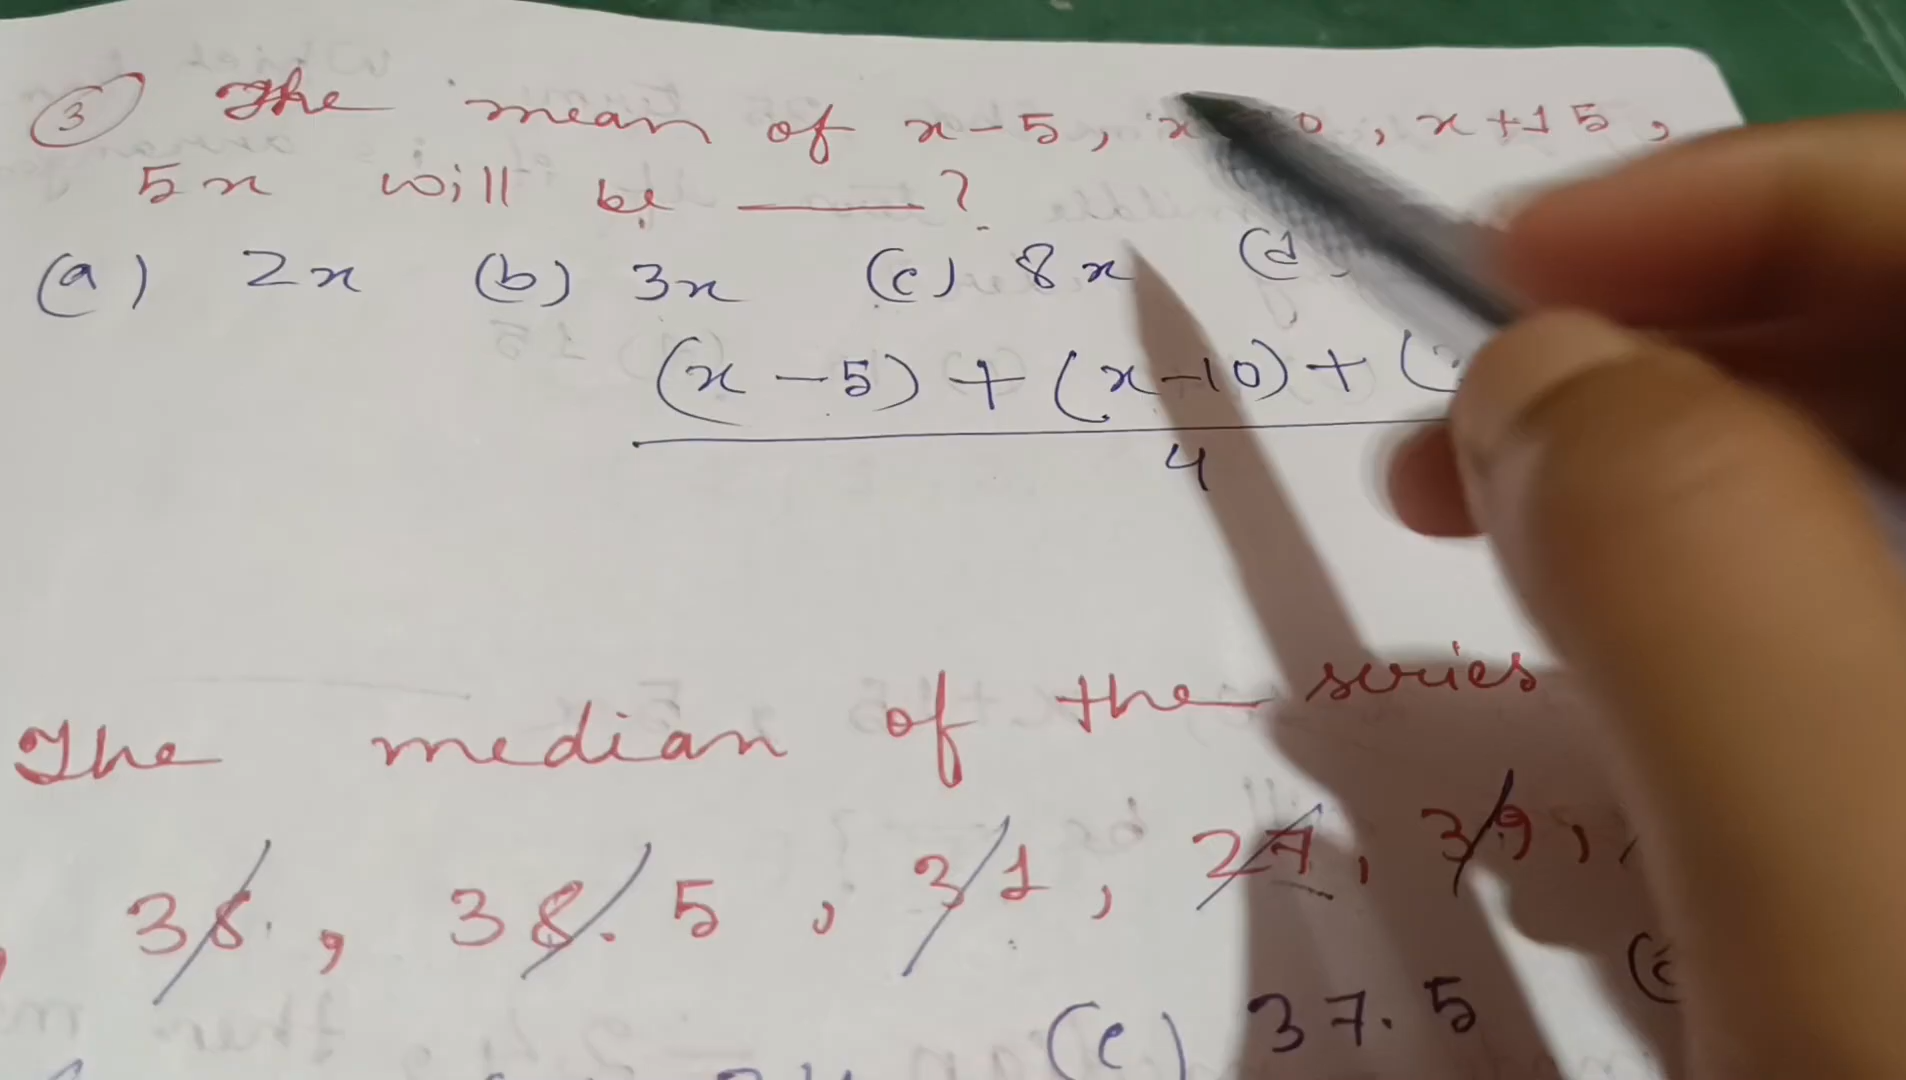 3 The mean of x-5, x 0, x+15,
5x will be ____?
(a) 2x (b) 3x (c) 8x (d)
(x-5)+(x-10)+(
4
The median of the series
38, 38.5, 31, 27, 39,
(c) 37.5